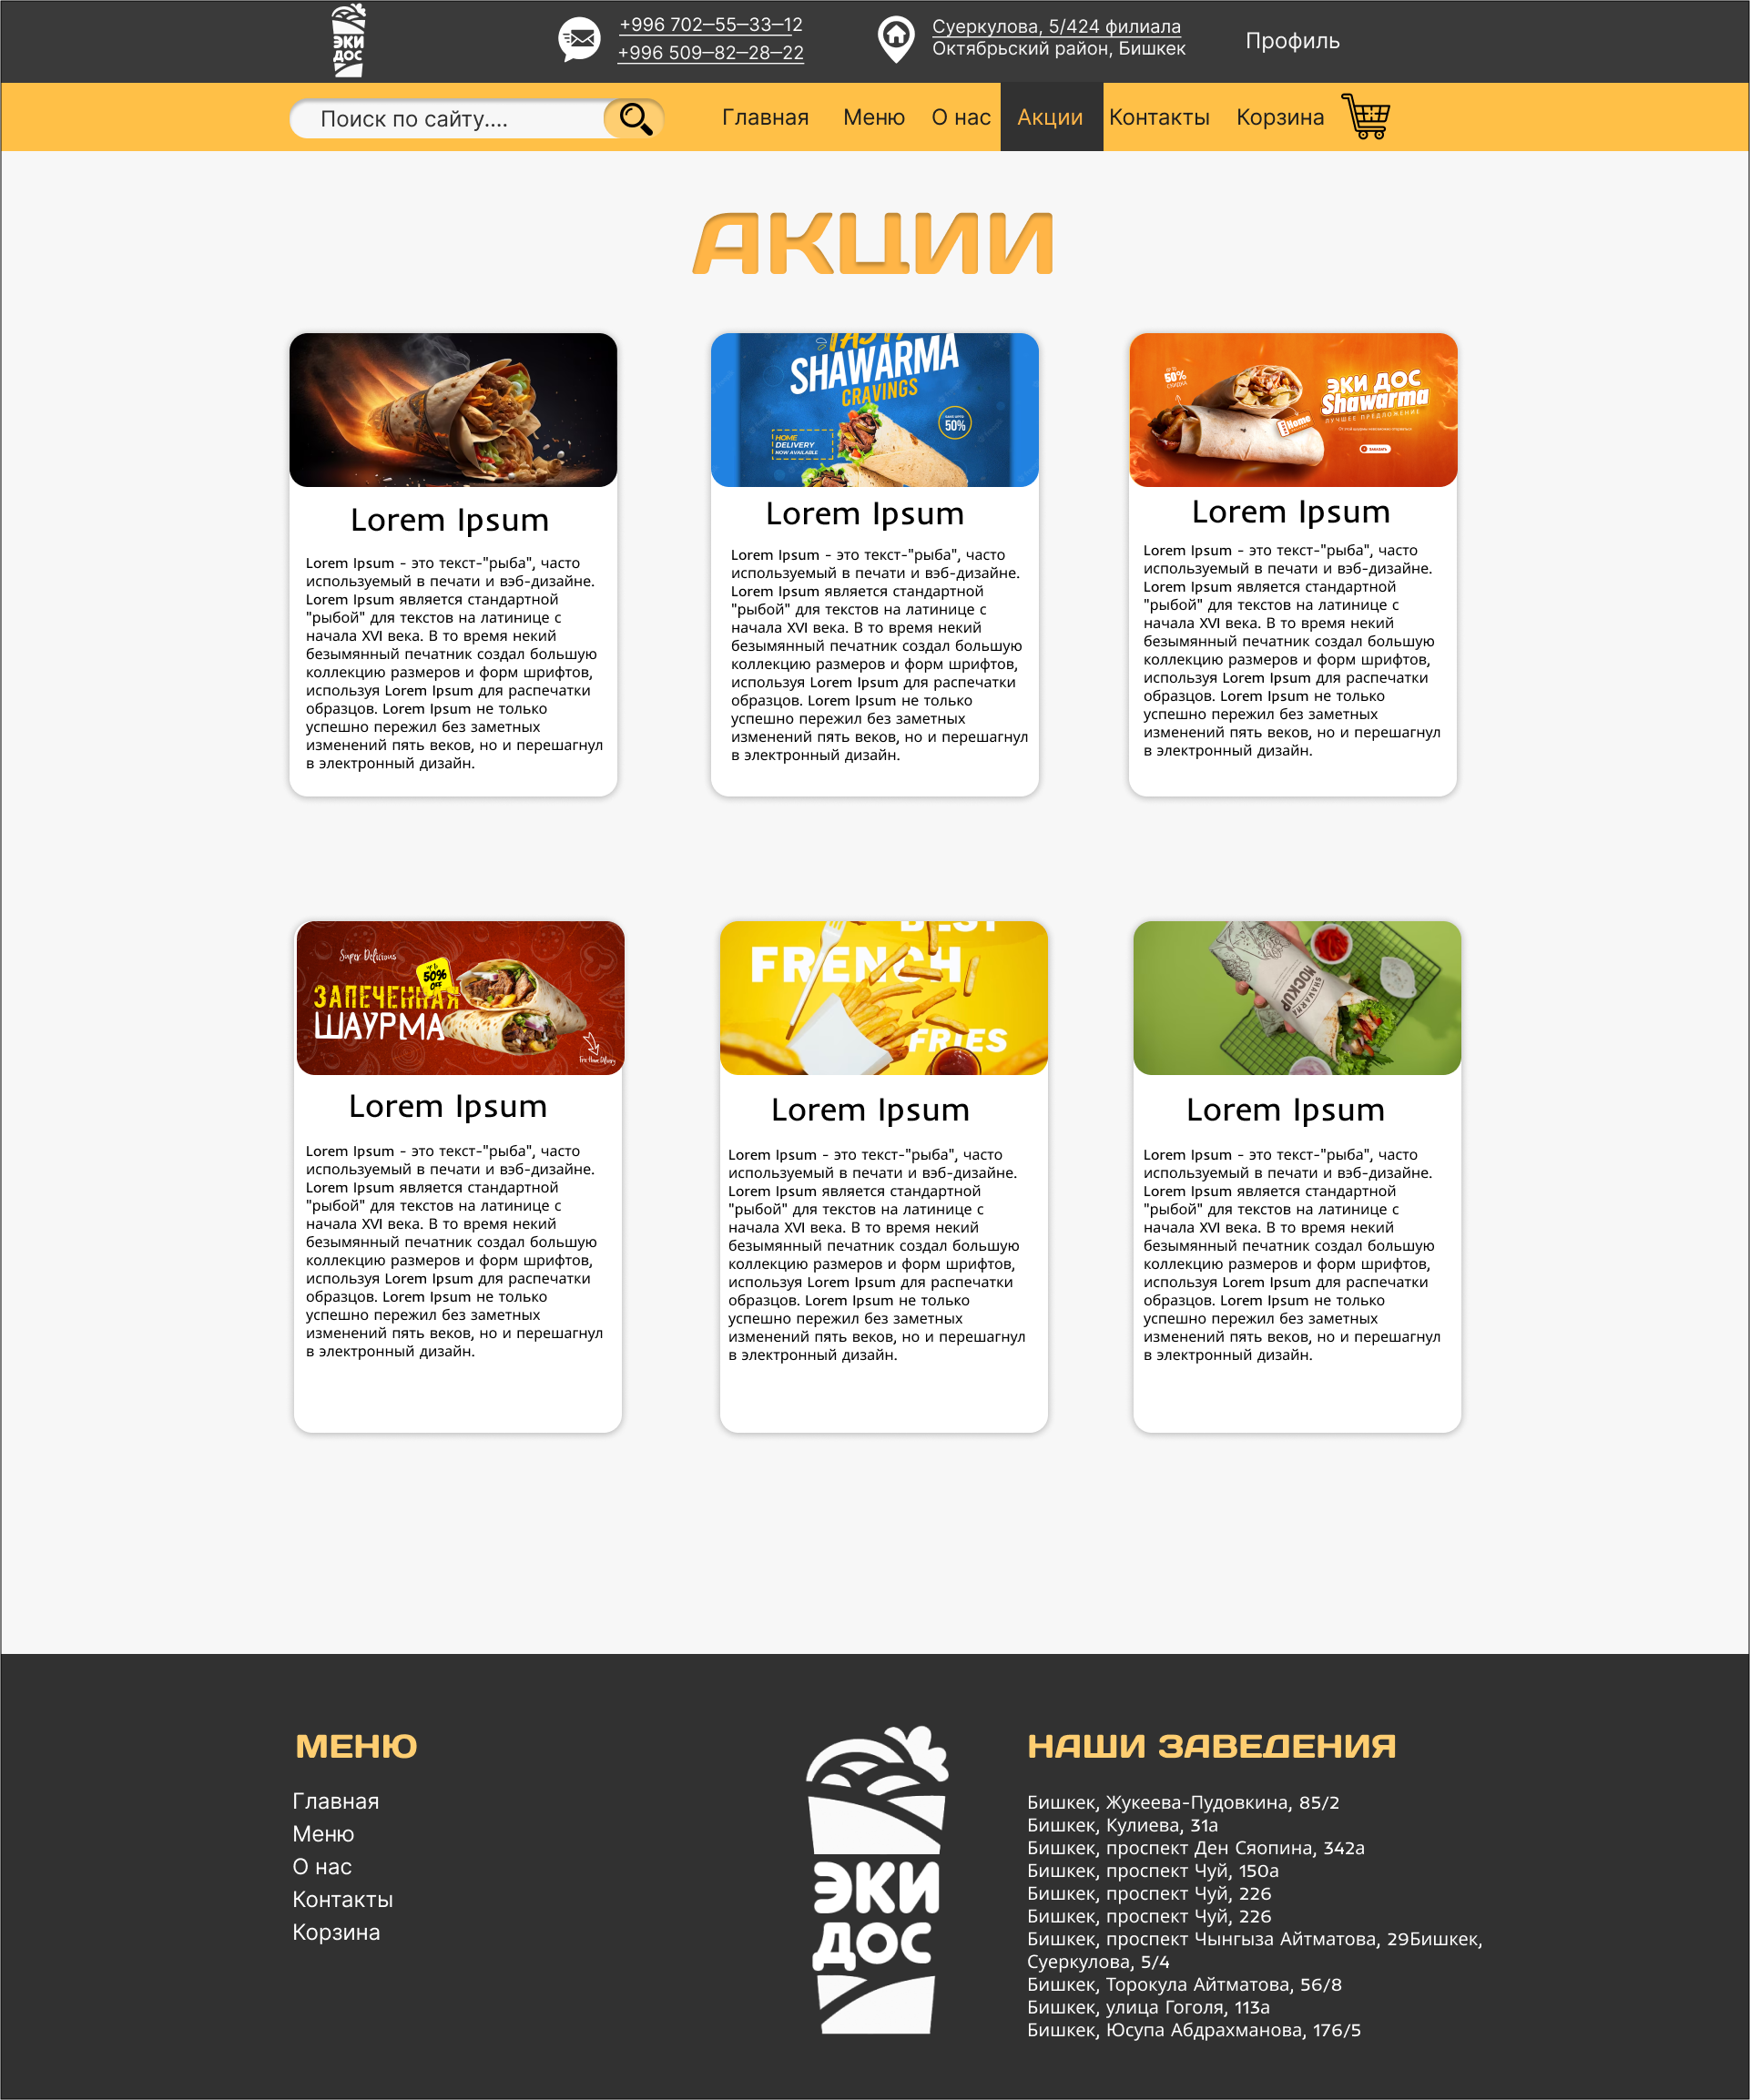 ЭКИ
ДОС
+996 702–55–33–12
+996 509–82–28–22
Суеркулова, 5/424 филиала
Октябрьский район, Бишкек
Профиль
Поиск по сайту....
Главная
Меню
О нас
Акции
Контакты
Корзина
АКЦИИ
Lorem Ipsum
Lorem Ipsum - это текст-"рыба", часто
используемый в печати и вэб-дизайне.
Lorem Ipsum является стандартной
"рыбой" для текстов на латинице с
начала XVI века. В то время некий
безымянный печатник создал большую
коллекцию размеров и форм шрифтов,
используя Lorem Ipsum для распечатки
образцов. Lorem Ipsum не только
успешно пережил без заметных
изменений пять веков, но и перешагнул
в электронный дизайн.
TASTY
SHAWARMA
CRAVINGS
HOME
DELIVERY
NOW AVAILABLE
50%
Lorem Ipsum
Lorem Ipsum - это текст-"рыба", часто
используемый в печати и вэб-дизайне.
Lorem Ipsum является стандартной
"рыбой" для текстов на латинице с
начала XVI века. В то время некий
безымянный печатник создал большую
коллекцию размеров и форм шрифтов,
используя Lorem Ipsum для распечатки
образцов. Lorem Ipsum не только
успешно пережил без заметных
изменений пять веков, но и перешагнул
в электронный дизайн.
50%
СКИДКА
ЭКИ ДОС
Shawarma
ЛУЧШЕЕ ПРЕДЛОЖЕНИЕ
Home
Lorem Ipsum
Lorem Ipsum - это текст-"рыба", часто
используемый в печати и вэб-дизайне.
Lorem Ipsum является стандартной
"рыбой" для текстов на латинице с
начала XVI века. В то время некий
безымянный печатник создал большую
коллекцию размеров и форм шрифтов,
используя Lorem Ipsum для распечатки
образцов. Lorem Ipsum не только
успешно пережил без заметных
изменений пять веков, но и перешагнул
в электронный дизайн.
Super Delicious
up to
50%
OFF
ЗАПЕЧЕННАЯ
ШАУРМА
Free Home Delivery
Lorem Ipsum
Lorem Ipsum - это текст-"рыба", часто
используемый в печати и вэб-дизайне.
Lorem Ipsum является стандартной
"рыбой" для текстов на латинице с
начала XVI века. В то время некий
безымянный печатник создал большую
коллекцию размеров и форм шрифтов,
используя Lorem Ipsum для распечатки
образцов. Lorem Ipsum не только
успешно пережил без заметных
изменений пять веков, но и перешагнул
в электронный дизайн.
BEST
FRENCH
FRIES
Lorem Ipsum
Lorem Ipsum - это текст-"рыба", часто
используемый в печати и вэб-дизайне.
Lorem Ipsum является стандартной
"рыбой" для текстов на латинице с
начала XVI века. В то время некий
безымянный печатник создал большую
коллекцию размеров и форм шрифтов,
используя Lorem Ipsum для распечатки
образцов. Lorem Ipsum не только
успешно пережил без заметных
изменений пять веков, но и перешагнул
в электронный дизайн.
SHAWARMA
MOCKUP
Lorem Ipsum
Lorem Ipsum - это текст-"рыба", часто
используемый в печати и вэб-дизайне.
Lorem Ipsum является стандартной
"рыбой" для текстов на латинице с
начала XVI века. В то время некий
безымянный печатник создал большую
коллекцию размеров и форм шрифтов,
используя Lorem Ipsum для распечатки
образцов. Lorem Ipsum не только
успешно пережил без заметных
изменений пять веков, но и перешагнул
в электронный дизайн.
МЕНЮ
Главная
Меню
О нас
Контакты
Корзина
ЭКИ
ДОС
НАШИ ЗАВЕДЕНИЯ
Бишкек, Жукеева-Пудовкина, 85/2
Бишкек, Кулиева, 31а
Бишкек, проспект Ден Сяопина, 342а
Бишкек, проспект Чуй, 150а
Бишкек, проспект Чуй, 226
Бишкек, проспект Чуй, 226
Бишкек, проспект Чынгыза Айтматова, 29Бишкек,
Суеркулова, 5/4
Бишкек, Торокула Айтматова, 56/8
Бишкек, улица Гоголя, 113а
Бишкек, Юсупа Абдрахманова, 176/5